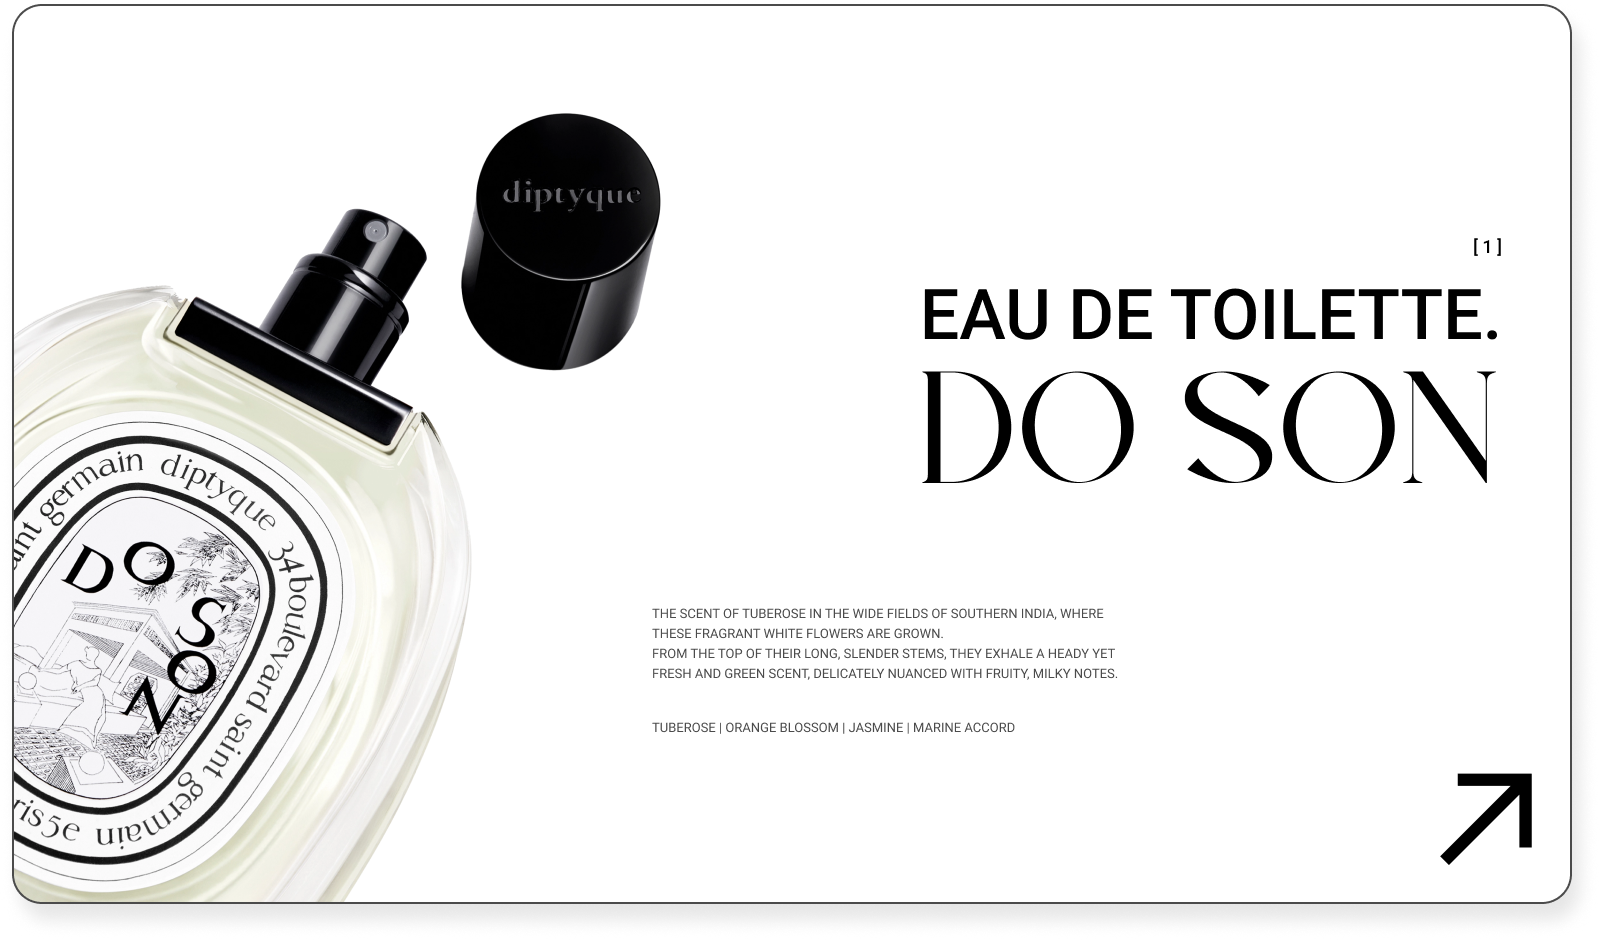 diptyque
[ 1 ]
EAU DE TOILETTE.
DO SON
germain diptyque 34 boulevard saint germain
DO
SON
THE SCENT OF TUBEROSE IN THE WIDE FIELDS OF SOUTHERN INDIA, WHERE
THESE FRAGRANT WHITE FLOWERS ARE GROWN.
FROM THE TOP OF THEIR LONG, SLENDER STEMS, THEY EXHALE A HEADY YET
FRESH AND GREEN SCENT, DELICATELY NUANCED WITH FRUITY, MILKY NOTES.
TUBEROSE | ORANGE BLOSSOM | JASMINE | MARINE ACCORD